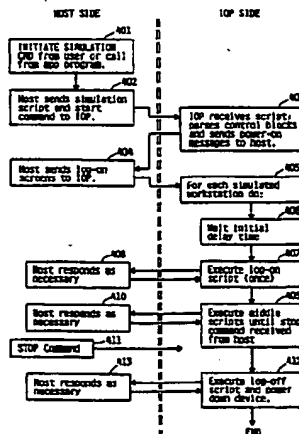 HOST SIDE
IOP SIDE
401
INITIATE SIMULATION
CMD from user or call
from app program.
402
Host sends simulation
script and start
command to IOP.
IOP receives script;
parses control blocks
and sends power-on
messages to host.
404
Host sends log-on
screens to IOP.
405
For each simulated
workstation do:
406
Wait initial
delay time
407
408
Host responds as
necessary
Execute log-on
script (once)
410
Host responds as
necessary
Execute middle
scripts until stop
command received
from host
411
STOP Command
413
Host responds as
necessary
Execute log-off
script and power
down device.
END